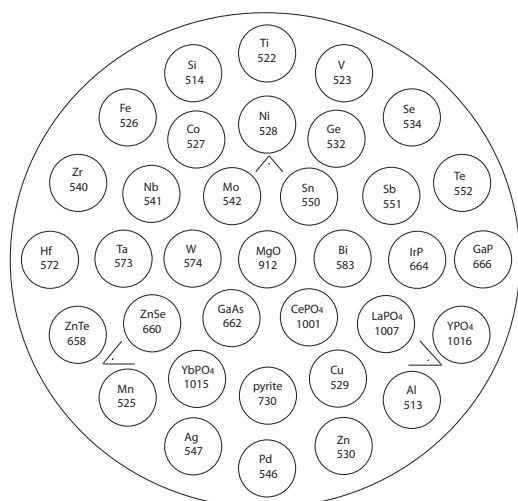 Ti
522
Si
514
V
523
Fe
526
Se
534
Ni
528
Co
527
Ge
532
Zr
540
Te
552
Nb
541
Mo
542
Sn
550
Sb
551
Hf
572
Ta
573
W
574
MgO
912
Bi
583
IrP
664
GaP
666
ZnTe
658
ZnSe
660
GaAs
662
CePO4
1001
LaPO4
1007
YPO4
1016
Mn
525
YbPO4
1015
pyrite
730
Cu
529
Al
513
Ag
547
Pd
546
Zn
530